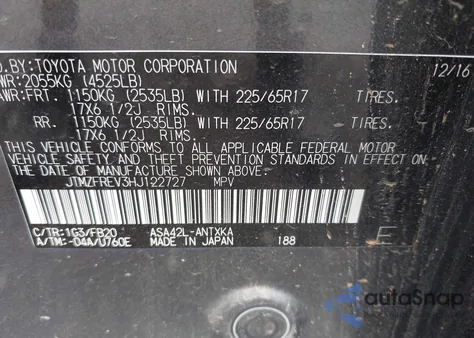 D.BY:TOYOTA MOTOR CORPORATION 12/16
WR:2055KG (4525LB)
AWR:FRT. 1150KG (2535LB) WITH 225/65R17 TIRES.
17X6 1/2J RIMS.
RR. 1150KG (2535LB) WITH 225/65R17 TIRES.
17X6 1/2J RIMS.
THIS VEHICLE CONFORMS TO ALL APPLICABLE FEDERAL MOTOR
VEHICLE SAFETY AND THEFT PREVENTION STANDARDS IN EFFECT ON
THE DATE OF MANUFACTURE SHOWN ABOVE.
JTMZFREV3HJ122727 MPV
C/TR:1G3/FB20 ASA42L-ANTXKA
A/TM:-04A/U760E MADE IN JAPAN 188 E
autoSnap